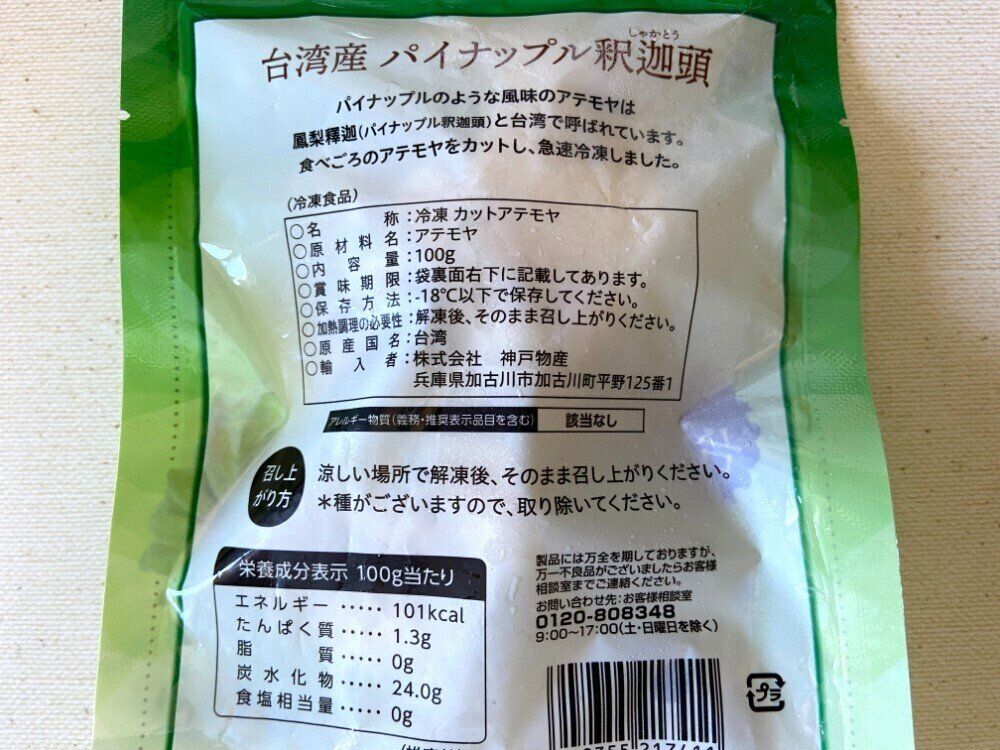 しゃかとう
台湾産 パイナップル釈迦頭
パイナップルのような風味のアテモヤは
鳳梨釋迦(パイナップル釈迦頭)と台湾で呼ばれています。
食べごろのアテモヤをカットし、急速冷凍しました。
(冷凍食品)
○名称:冷凍 カットアテモヤ
○原材料名:アテモヤ
○内容量:100g
○賞味期限:袋裏面右下に記載してあります。
○保存方法:-18℃以下で保存してください。
○加熱調理の必要性:解凍後、そのまま召し上がりください。
○原産国名:台湾
○輸入者:株式会社 神戸物産
兵庫県加古川市加古川町平野125番1
アレルギー物質(義務・推奨表示品目を含む) 該当なし
召し上
がり方
涼しい場所で解凍後、そのまま召し上がりください。
*種がございますので、取り除いてください。
栄養成分表示 100g当たり
エネルギー ····· 101kcal
たんぱく質 ····· 1.3g
脂質 ····· 0g
炭水化物 ····· 24.0g
食塩相当量 ····· 0g
製品には万全を期しておりますが、
万一不良品がございましたらお客様
相談室までご連絡ください。
お問い合わせ先:お客様相談室
0120-808348
9:00~17:00(土・日曜日を除く)
プラ